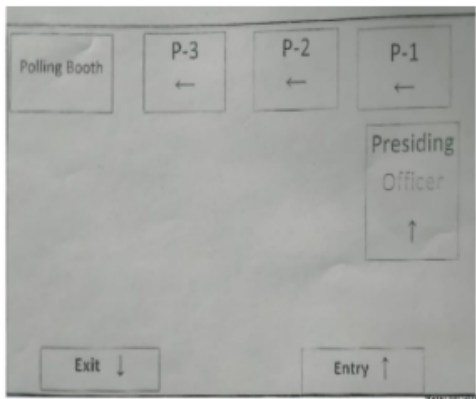 Polling Booth
P-3
←
P-2
←
P-1
←
Presiding
Officer
↑
Exit ↓
Entry ↑